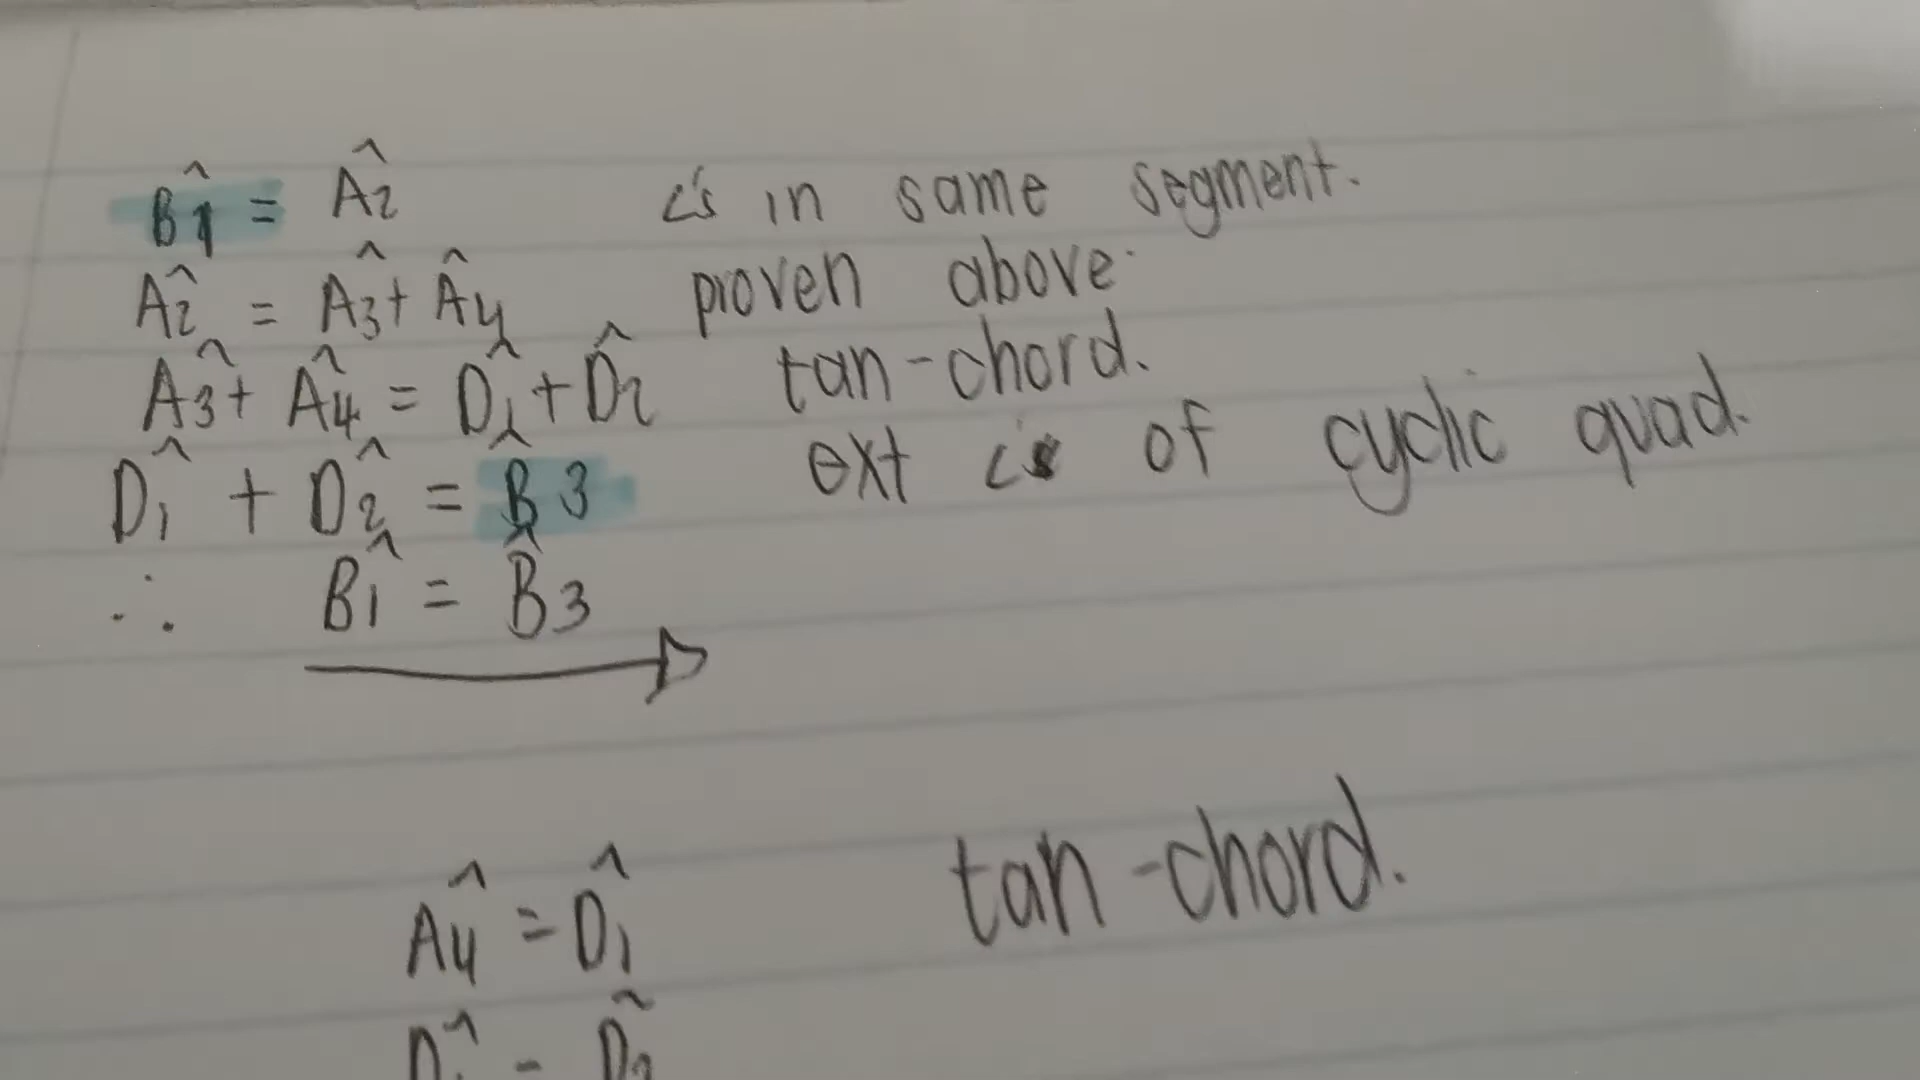 B̂1 = Â2 ∠'s in same segment.
Â2 = Â3 + Â4 proven above.
Â3 + Â4 = D̂1 + D̂2 tan-chord.
D̂1 + D̂2 = B̂3 ext ∠'s of cyclic quad.
∴ B̂1 = B̂3
Â4 = D̂1 tan-chord.